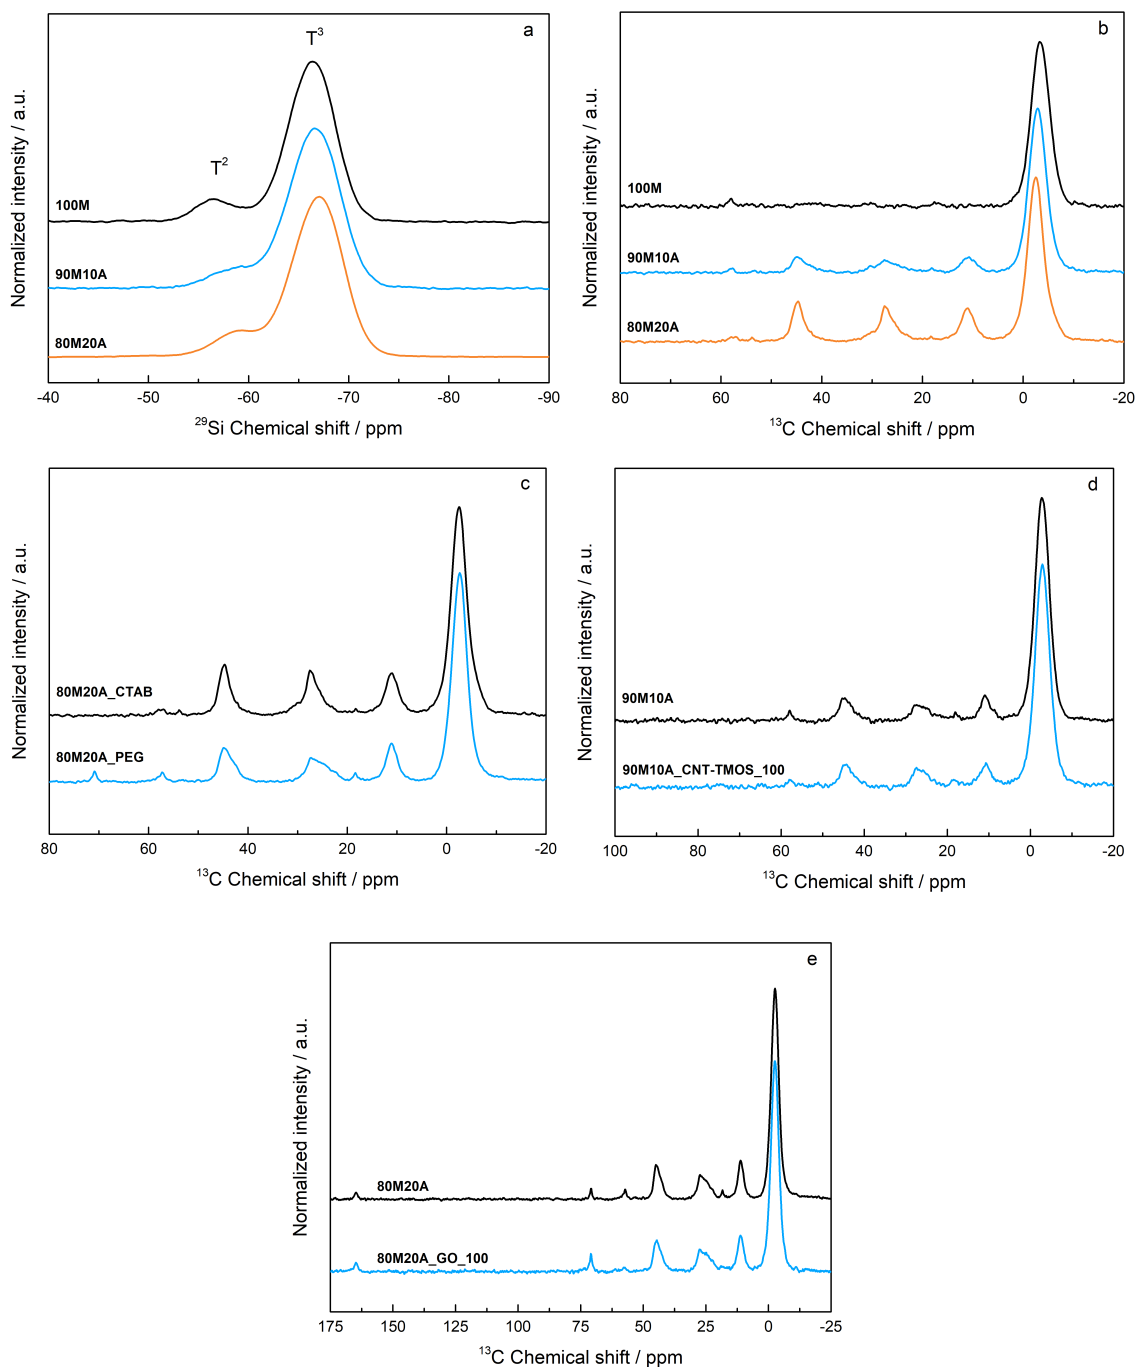 a
T³
T²
100M
90M10A
80M20A
Normalized intensity / a.u.
-40 -50 -60 -70 -80 -90
²⁹Si Chemical shift / ppm
b
100M
90M10A
80M20A
Normalized intensity / a.u.
80 60 40 20 0 -20
¹³C Chemical shift / ppm
c
80M20A_CTAB
80M20A_PEG
Normalized intensity / a.u.
80 60 40 20 0 -20
¹³C Chemical shift / ppm
d
90M10A
90M10A_CNT-TMOS_100
Normalized intensity / a.u.
100 80 60 40 20 0 -20
¹³C Chemical shift / ppm
e
80M20A
80M20A_GO_100
Normalized intensity / a.u.
175 150 125 100 75 50 25 0 -25
¹³C Chemical shift / ppm